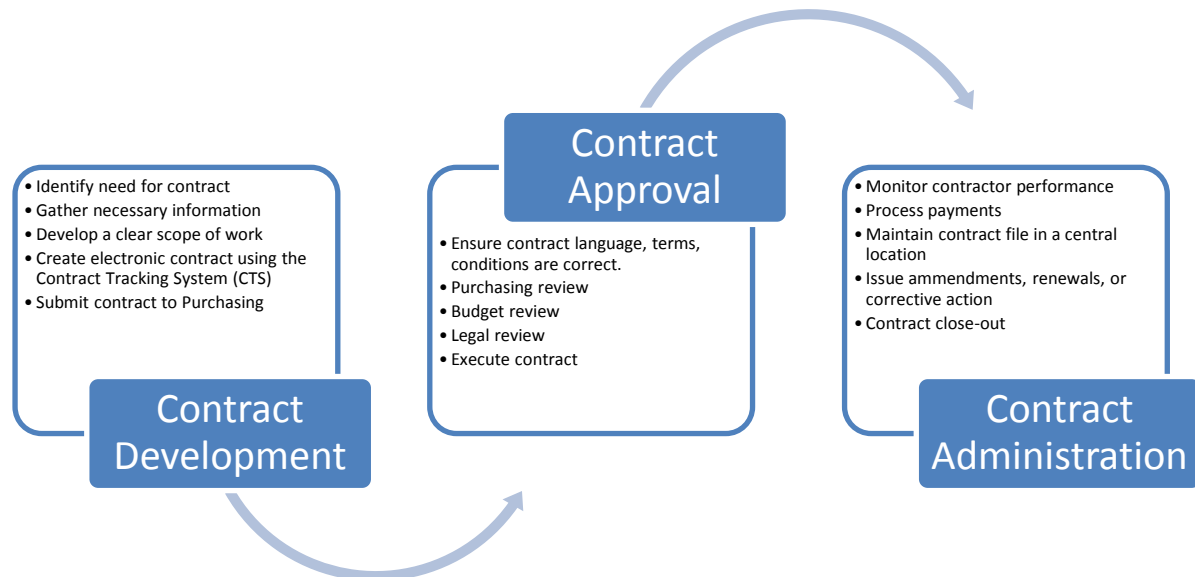 • Identify need for contract
• Gather necessary information
• Develop a clear scope of work
• Create electronic contract using the
Contract Tracking System (CTS)
• Submit contract to Purchasing
Contract
Development
Contract
Approval
• Ensure contract language, terms,
conditions are correct.
• Purchasing review
• Budget review
• Legal review
• Execute contract
• Monitor contractor performance
• Process payments
• Maintain contract file in a central
location
• Issue ammendments, renewals, or
corrective action
• Contract close-out
Contract
Administration